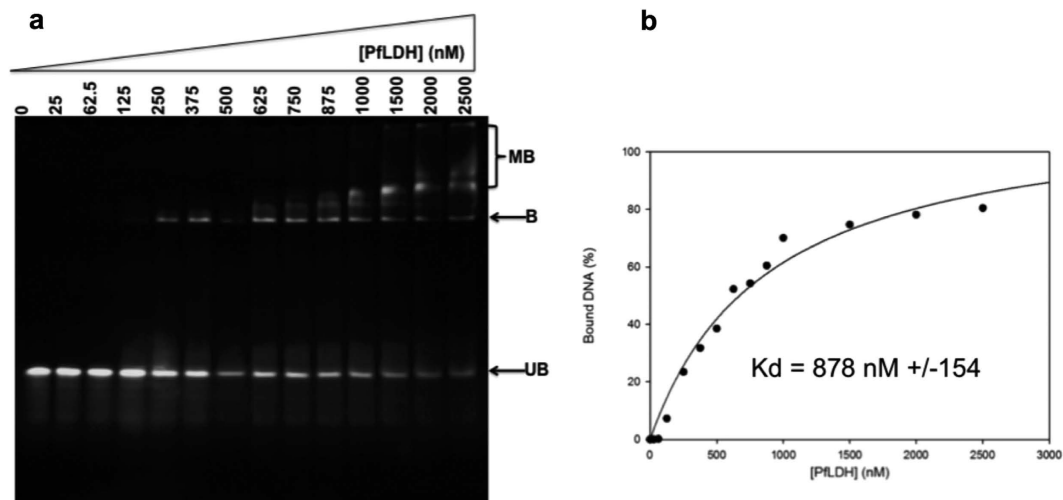 a
[PfLDH] (nM)
0 25 62.5 125 250 375 500 625 750 875 1000 1500 2000 2500
MB
B
UB
b
100
80
60
40
20
0
Bound DNA (%)
Kd = 878 nM +/-154
0 500 1000 1500 2000 2500 3000
[PfLDH] (nM)